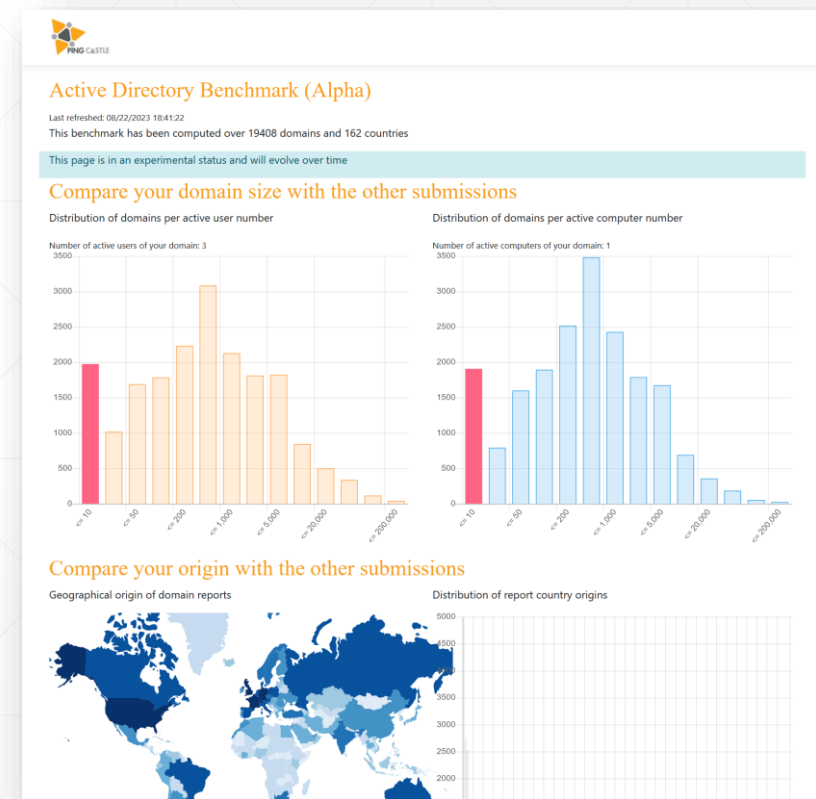 PING CASTLE
Active Directory Benchmark (Alpha)
Last refreshed: 08/22/2023 18:41:22
This benchmark has been computed over 19408 domains and 162 countries
This page is in an experimental status and will evolve over time
Compare your domain size with the other submissions
Distribution of domains per active user number
Number of active users of your domain: 3
3500
3000
2500
2000
1500
1000
500
0
<= 10
<= 50
<= 200
<= 1,000
<= 5,000
<= 20,000
<= 200,000
Distribution of domains per active computer number
Number of active computers of your domain: 1
3500
3000
2500
2000
1500
1000
500
0
<= 10
<= 50
<= 200
<= 1,000
<= 5,000
<= 20,000
<= 200,000
Compare your origin with the other submissions
Geographical origin of domain reports
Distribution of report country origins
5000
4500
3500
3000
2500
2000